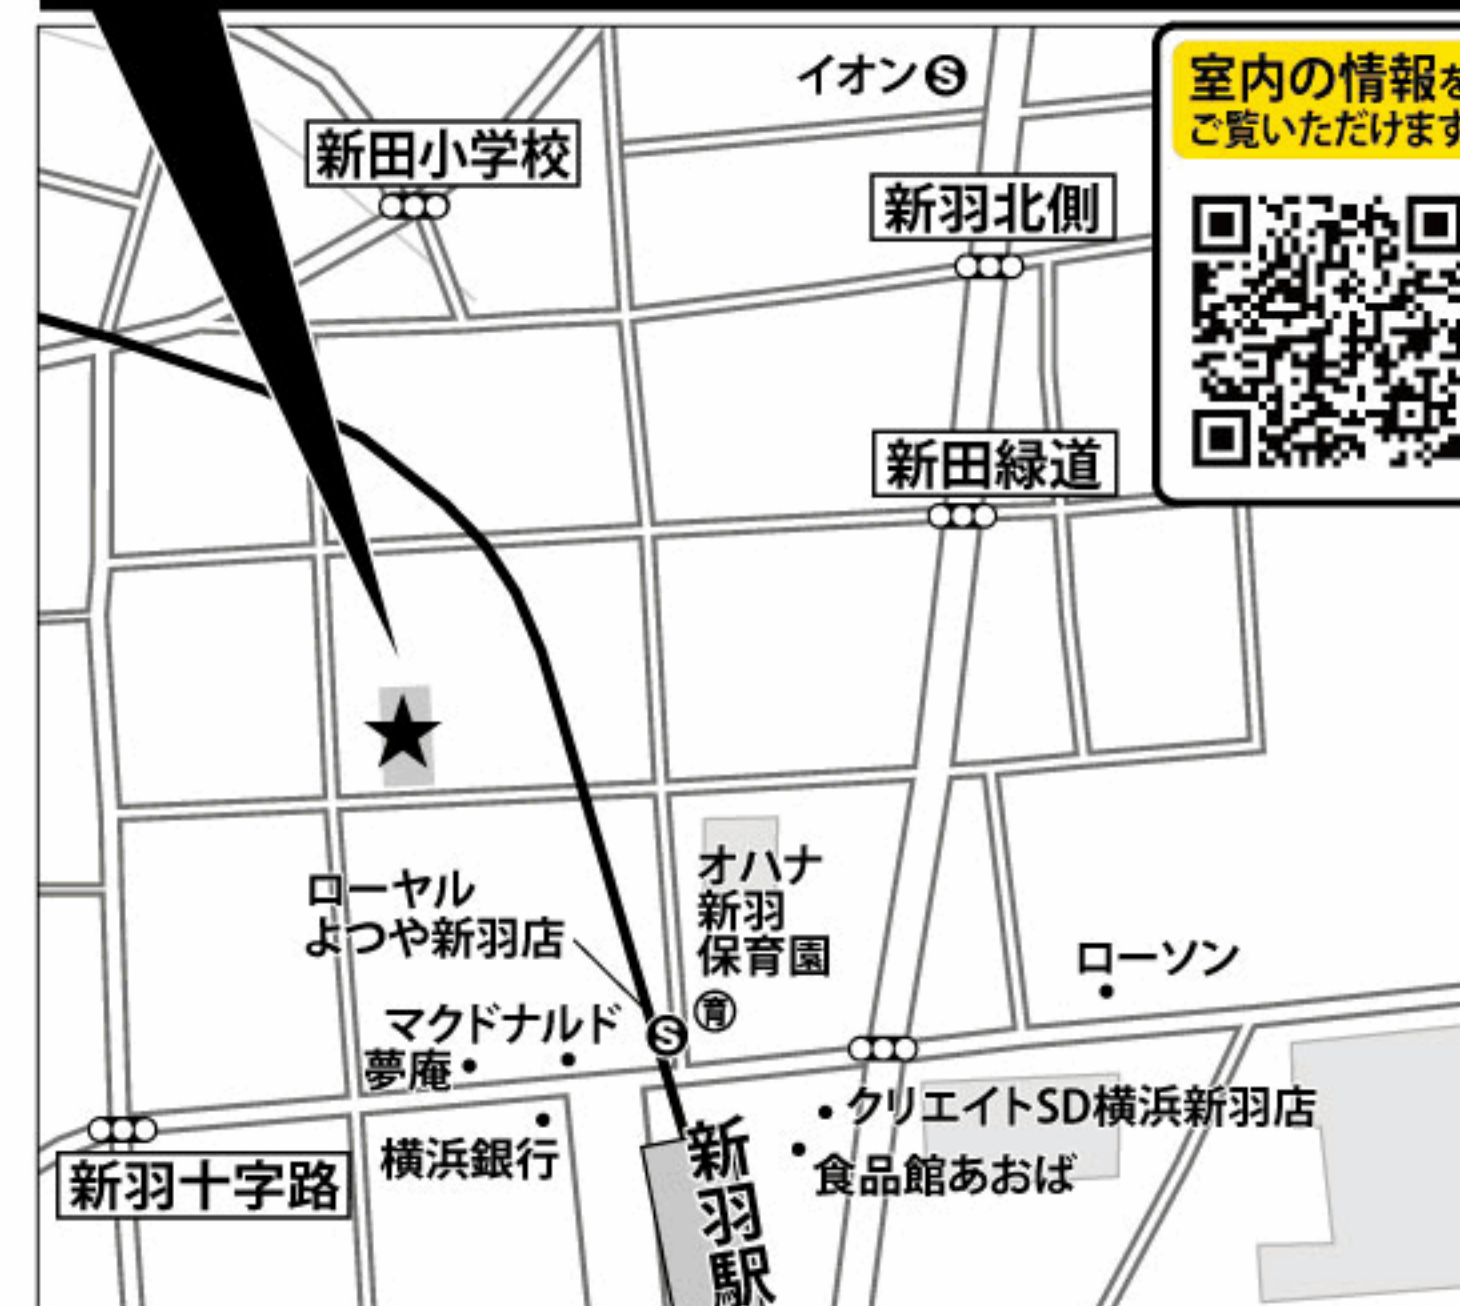 イオンⓈ
室内の情報を
ご覧いただけます
新田小学校
新羽北側
新田緑道
オハナ
新羽
保育園
育
ローヤル
よつや新羽店
S
ローソン
マクドナルド
夢庵
クリエイトSD横浜新羽店
横浜銀行
食品館あおば
新羽十字路
新羽駅